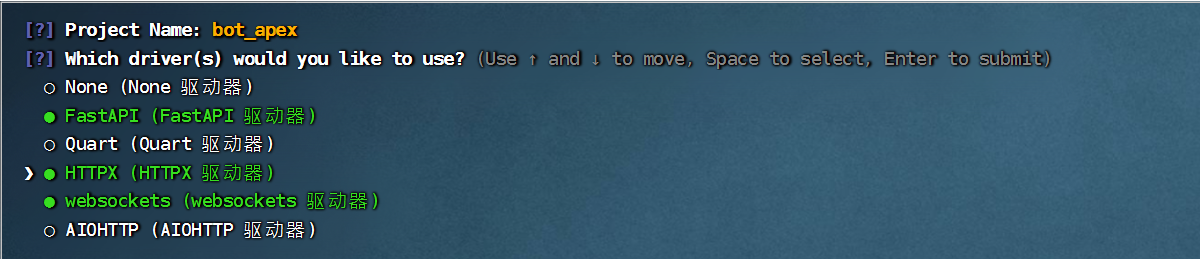 [?] Project Name: bot_apex
[?] Which driver(s) would you like to use? (Use ↑ and ↓ to move, Space to select, Enter to submit)
○ None (None 驱动器)
● FastAPI (FastAPI 驱动器)
○ Quart (Quart 驱动器)
❯ ● HTTPX (HTTPX 驱动器)
● websockets (websockets 驱动器)
○ AIOHTTP (AIOHTTP 驱动器)